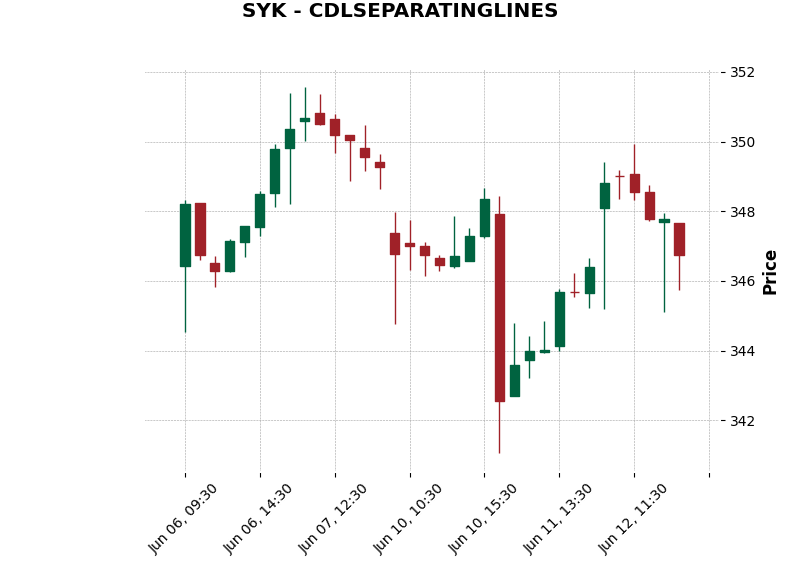 SYK - CDLSEPARATINGLINES
352
350
348
346
344
342
Price
Jun 06, 09:30
Jun 06, 14:30
Jun 07, 12:30
Jun 10, 10:30
Jun 10, 15:30
Jun 11, 13:30
Jun 12, 11:30